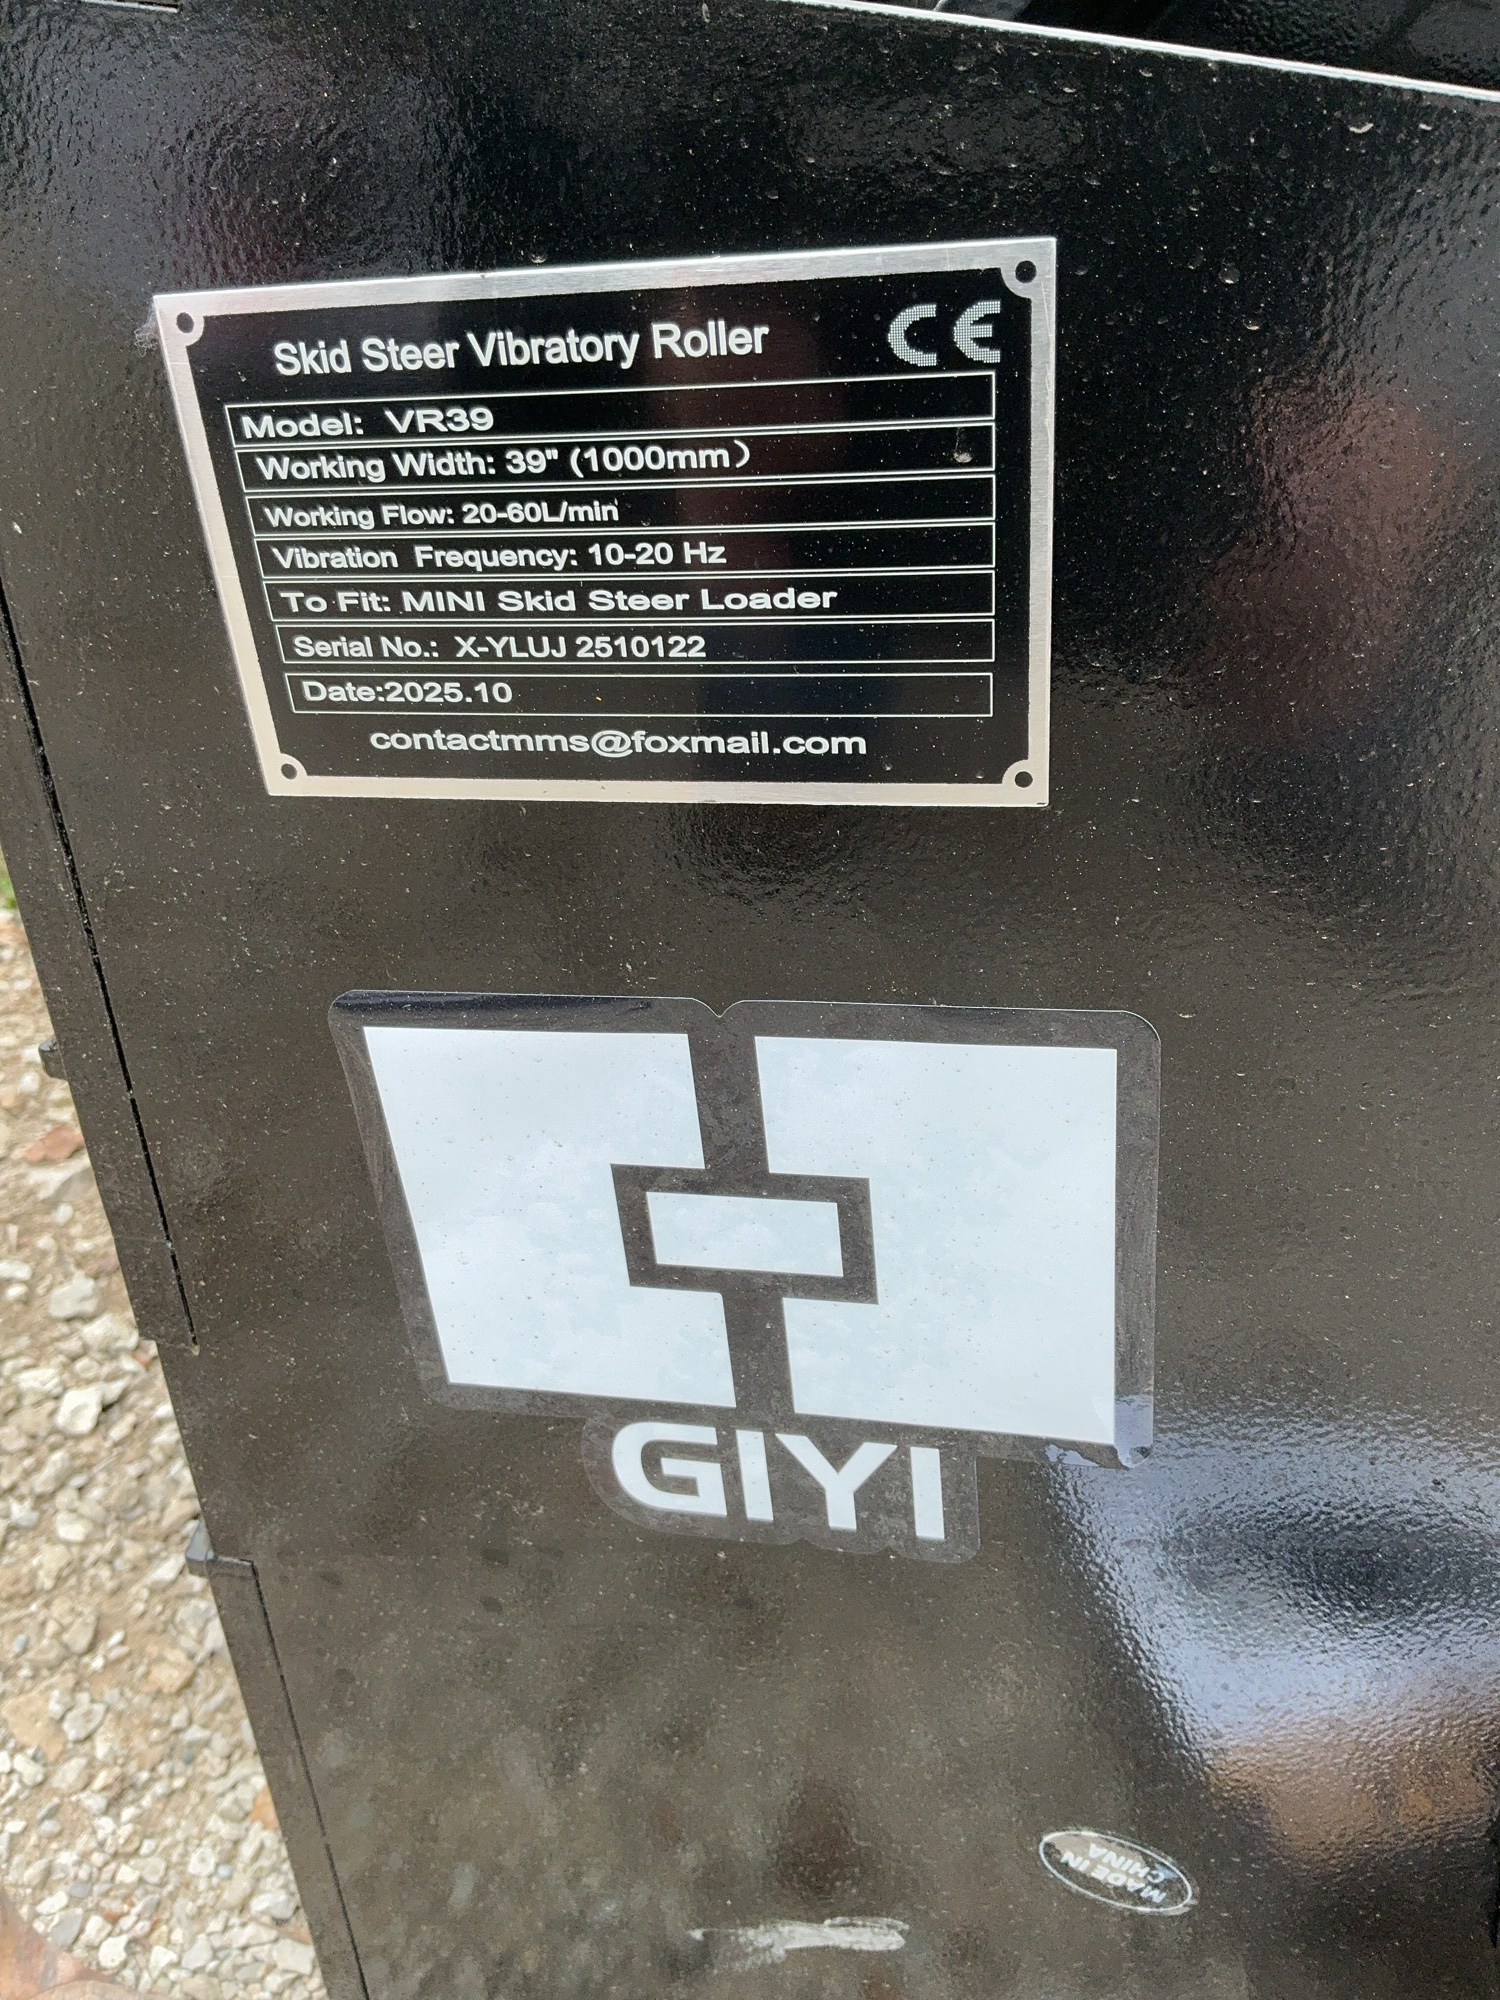 Skid Steer Vibratory Roller CE
Model: VR39
Working Width: 39" (1000mm）
Working Flow: 20-60L/min
Vibration Frequency: 10-20 Hz
To Fit: MINI Skid Steer Loader
Serial No.: X-YLUJ 2510122
Date:2025.10
contactmms@foxmail.com
GIYI
MADE IN
CHINA